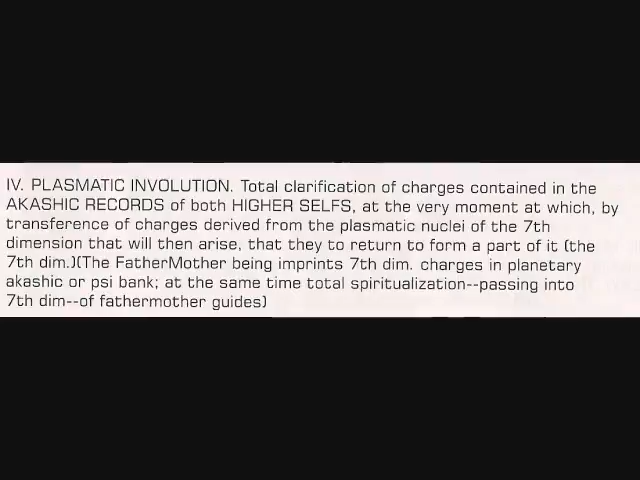 IV. PLASMATIC INVOLUTION. Total clarification of charges contained in the
AKASHIC RECORDS of both HIGHER SELFS, at the very moment at which, by
transference of charges derived from the plasmatic nuclei of the 7th
dimension that will then arise, that they to return to form a part of it (the
7th dim.)(The FatherMother being imprints 7th dim. charges in planetary
akashic or psi bank; at the same time total spiritualization--passing into
7th dim--of fathermother guides)